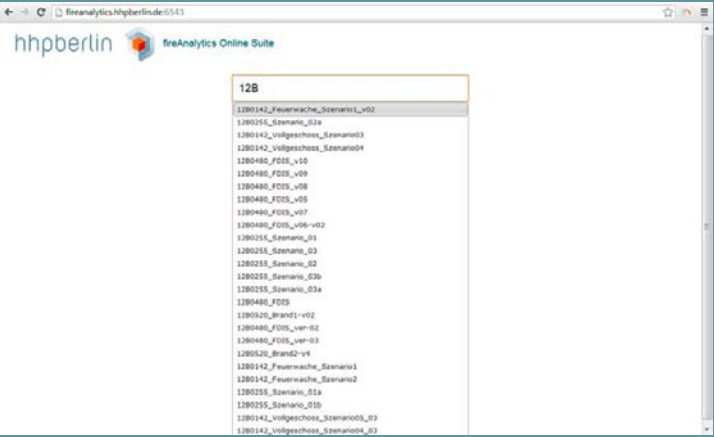 fireanalytics.hhpberlin.de:6543
hhpberlin fireAnalytics Online Suite
12B
12B0142_Feuerwache_Szenario1_v02
12B0255_Szenario_02a
12B0142_Vollgeschoss_Szenario03
12B0142_Vollgeschoss_Szenario04
12B0480_FDIS_v10
12B0480_FDIS_v09
12B0480_FDIS_v08
12B0480_FDIS_v05
12B0480_FDIS_v07
12B0480_FDIS_v06-v02
12B0255_Szenario_01
12B0255_Szenario_03
12B0255_Szenario_02
12B0255_Szenario_03b
12B0255_Szenario_03a
12B0480_FDIS
12B0520_Brand1-v02
12B0480_FDIS_ver-02
12B0480_FDIS_ver-03
12B0520_Brand2-v4
12B0142_Feuerwache_Szenario1
12B0142_Feuerwache_Szenario2
12B0255_Szenario_01a
12B0255_Szenario_01b
12B0142_Vollgeschoss_Szenario05_03
12B0142_Vollgeschoss_Szenario04_03